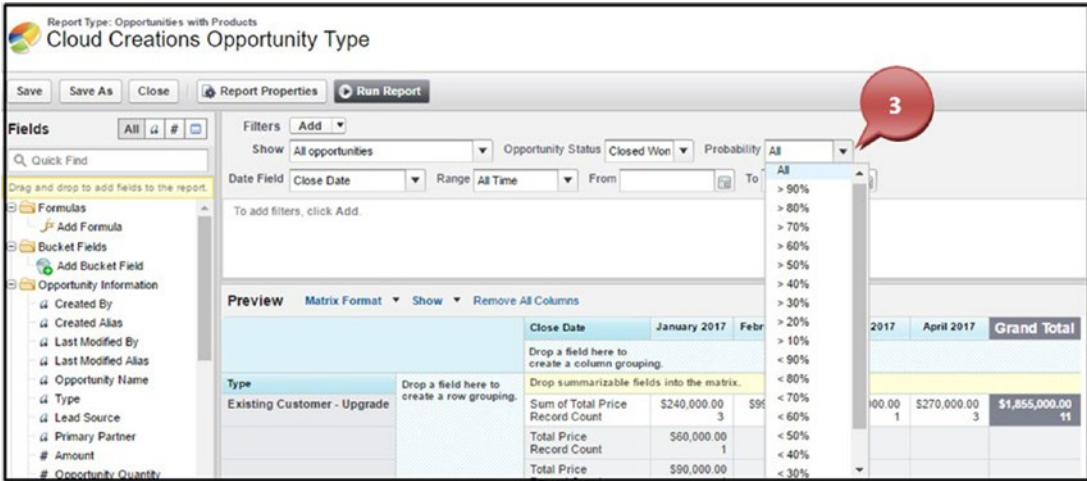 Report Type: Opportunities with Products
Cloud Creations Opportunity Type
Save Save As Close Report Properties Run Report
3
Fields All a #
Quick Find
Drag and drop to add fields to the report.
Formulas
Add Formula
Bucket Fields
Add Bucket Field
Opportunity Information
a Created By
a Created Alias
a Last Modified By
a Last Modified Alias
a Opportunity Name
a Type
a Lead Source
a Primary Partner
# Amount
# Opportunity Quantity
Filters Add
Show All opportunities Opportunity Status Closed Won Probability All
Date Field Close Date Range All Time From To
To add filters, click Add.
All
> 90%
> 80%
> 70%
> 60%
> 50%
> 40%
> 30%
> 20%
> 10%
< 90%
< 80%
< 70%
< 60%
< 50%
< 40%
< 30%
Preview Matrix Format Show Remove All Columns
Close Date January 2017 Febr 2017 April 2017 Grand Total
Drop a field here to
create a column grouping.
Type Drop a field here to
create a row grouping.
Drop summarizable fields into the matrix.
Existing Customer - Upgrade Sum of Total Price $240,000.00 $99 000.00 $270,000.00 $1,855,000.00
Record Count 3 1 3 11
Total Price $60,000.00
Record Count 1
Total Price $90,000.00